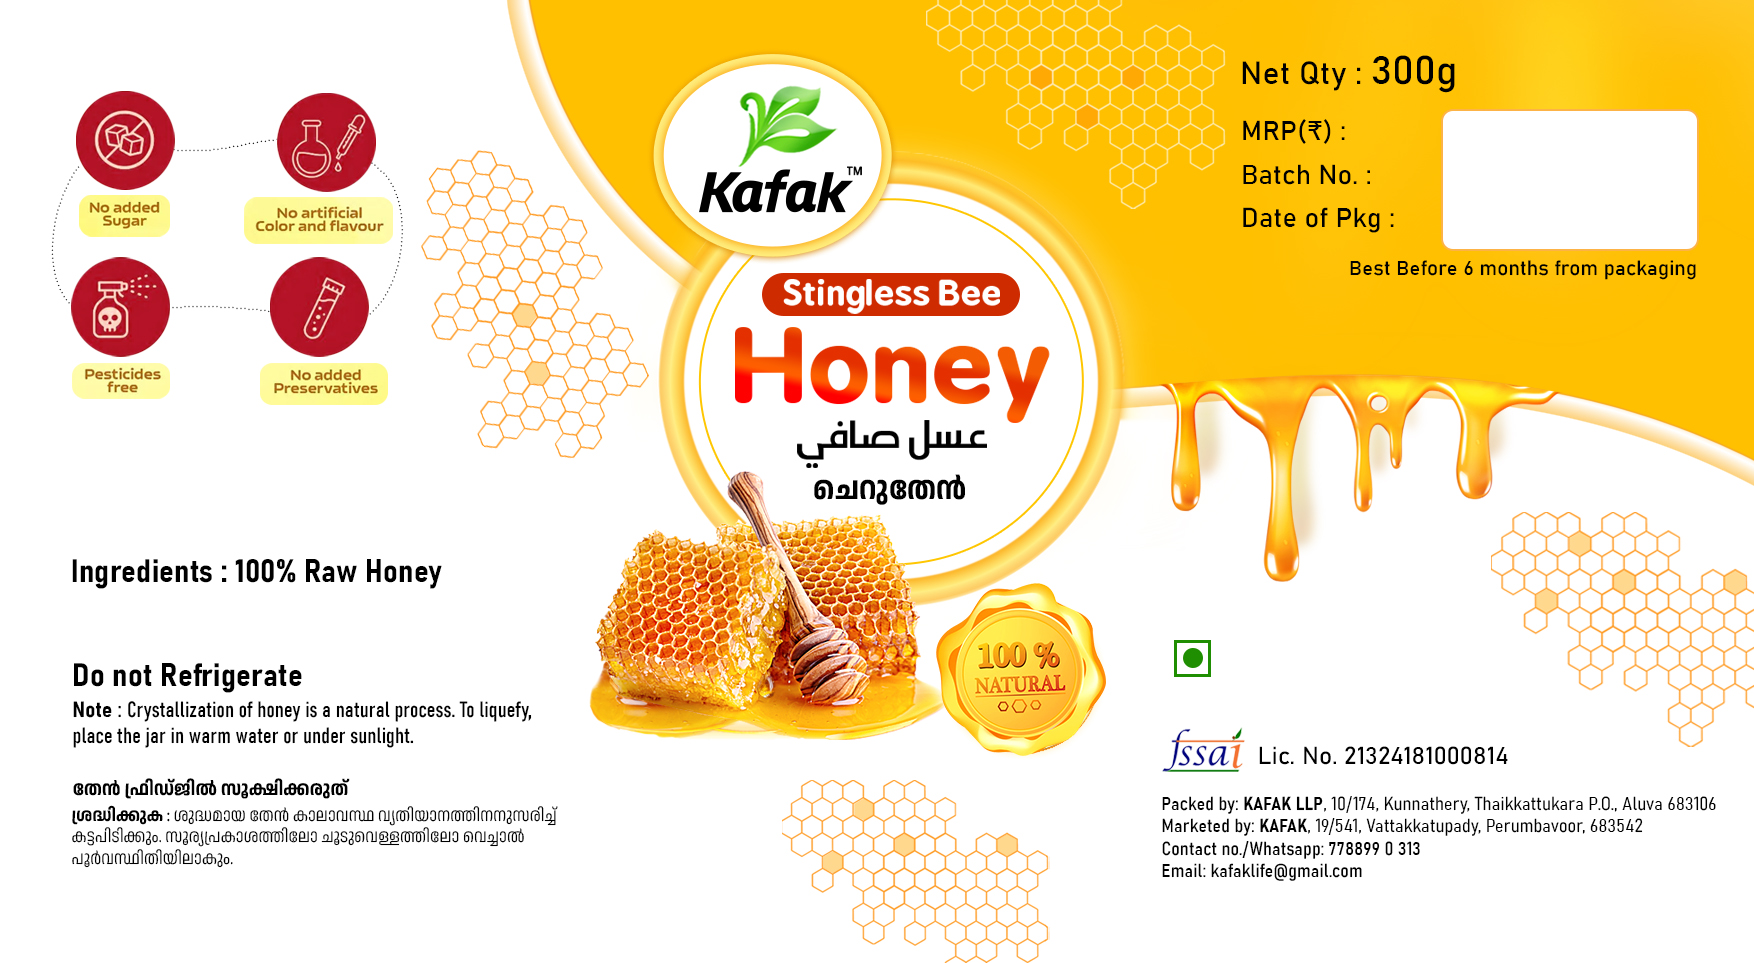 No added
Sugar
No artificial
Color and flavour
Pesticides
free
No added
Preservatives
Ingredients : 100% Raw Honey
Do not Refrigerate
Note : Crystallization of honey is a natural process. To liquefy,
place the jar in warm water or under sunlight.
തേൻ ഫ്രിഡ്ജിൽ സൂക്ഷിക്കരുത്
ശ്രദ്ധിക്കുക : ശുദ്ധമായ തേൻ കാലാവസ്ഥ വ്യതിയാനത്തിനനുസരിച്ച്
കട്ടപിടിക്കും. സൂര്യപ്രകാശത്തിലോ ചൂടുവെള്ളത്തിലോ വെച്ചാൽ
പൂർവസ്ഥിതിയിലാകും.
Kafak™
Stingless Bee
Honey
عسل صافي
ചെറുതേൻ
100 %
NATURAL
Net Qty : 300g
MRP(₹) :
Batch No. :
Date of Pkg :
Best Before 6 months from packaging
fssai Lic. No. 21324181000814
Packed by: KAFAK LLP, 10/174, Kunnathery, Thaikkattukara P.O., Aluva 683106
Marketed by: KAFAK, 19/541, Vattakkatupady, Perumbavoor, 683542
Contact no./Whatsapp: 778899 0 313
Email: kafaklife@gmail.com